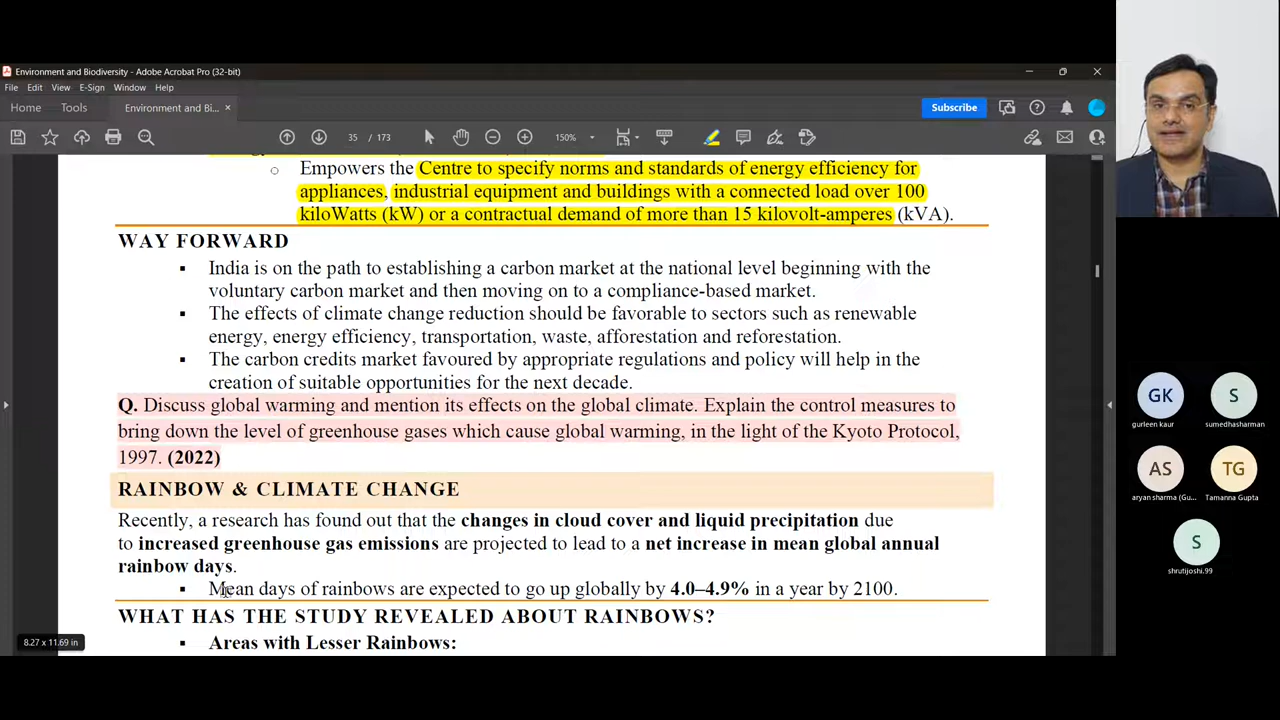 Environment and Biodiversity - Adobe Acrobat Pro (32-bit)
File Edit View E-Sign Window Help
Home Tools Environment and Bi... × Subscribe
35 / 173 150%
Empowers the Centre to specify norms and standards of energy efficiency for
appliances, industrial equipment and buildings with a connected load over 100
kiloWatts (kW) or a contractual demand of more than 15 kilovolt-amperes (kVA).
WAY FORWARD
▪ India is on the path to establishing a carbon market at the national level beginning with the
voluntary carbon market and then moving on to a compliance-based market.
▪ The effects of climate change reduction should be favorable to sectors such as renewable
energy, energy efficiency, transportation, waste, afforestation and reforestation.
▪ The carbon credits market favoured by appropriate regulations and policy will help in the
creation of suitable opportunities for the next decade.
Q. Discuss global warming and mention its effects on the global climate. Explain the control measures to
bring down the level of greenhouse gases which cause global warming, in the light of the Kyoto Protocol,
1997. (2022)
RAINBOW & CLIMATE CHANGE
Recently, a research has found out that the changes in cloud cover and liquid precipitation due
to increased greenhouse gas emissions are projected to lead to a net increase in mean global annual
rainbow days.
▪ Mean days of rainbows are expected to go up globally by 4.0–4.9% in a year by 2100.
WHAT HAS THE STUDY REVEALED ABOUT RAINBOWS?
▪ Areas with Lesser Rainbows:
8.27 x 11.69 in
GK
gurleen kaur
S
sumedhasharman
AS
aryan sharma (Gu...
TG
Tamanna Gupta
S
shrutijoshi.99